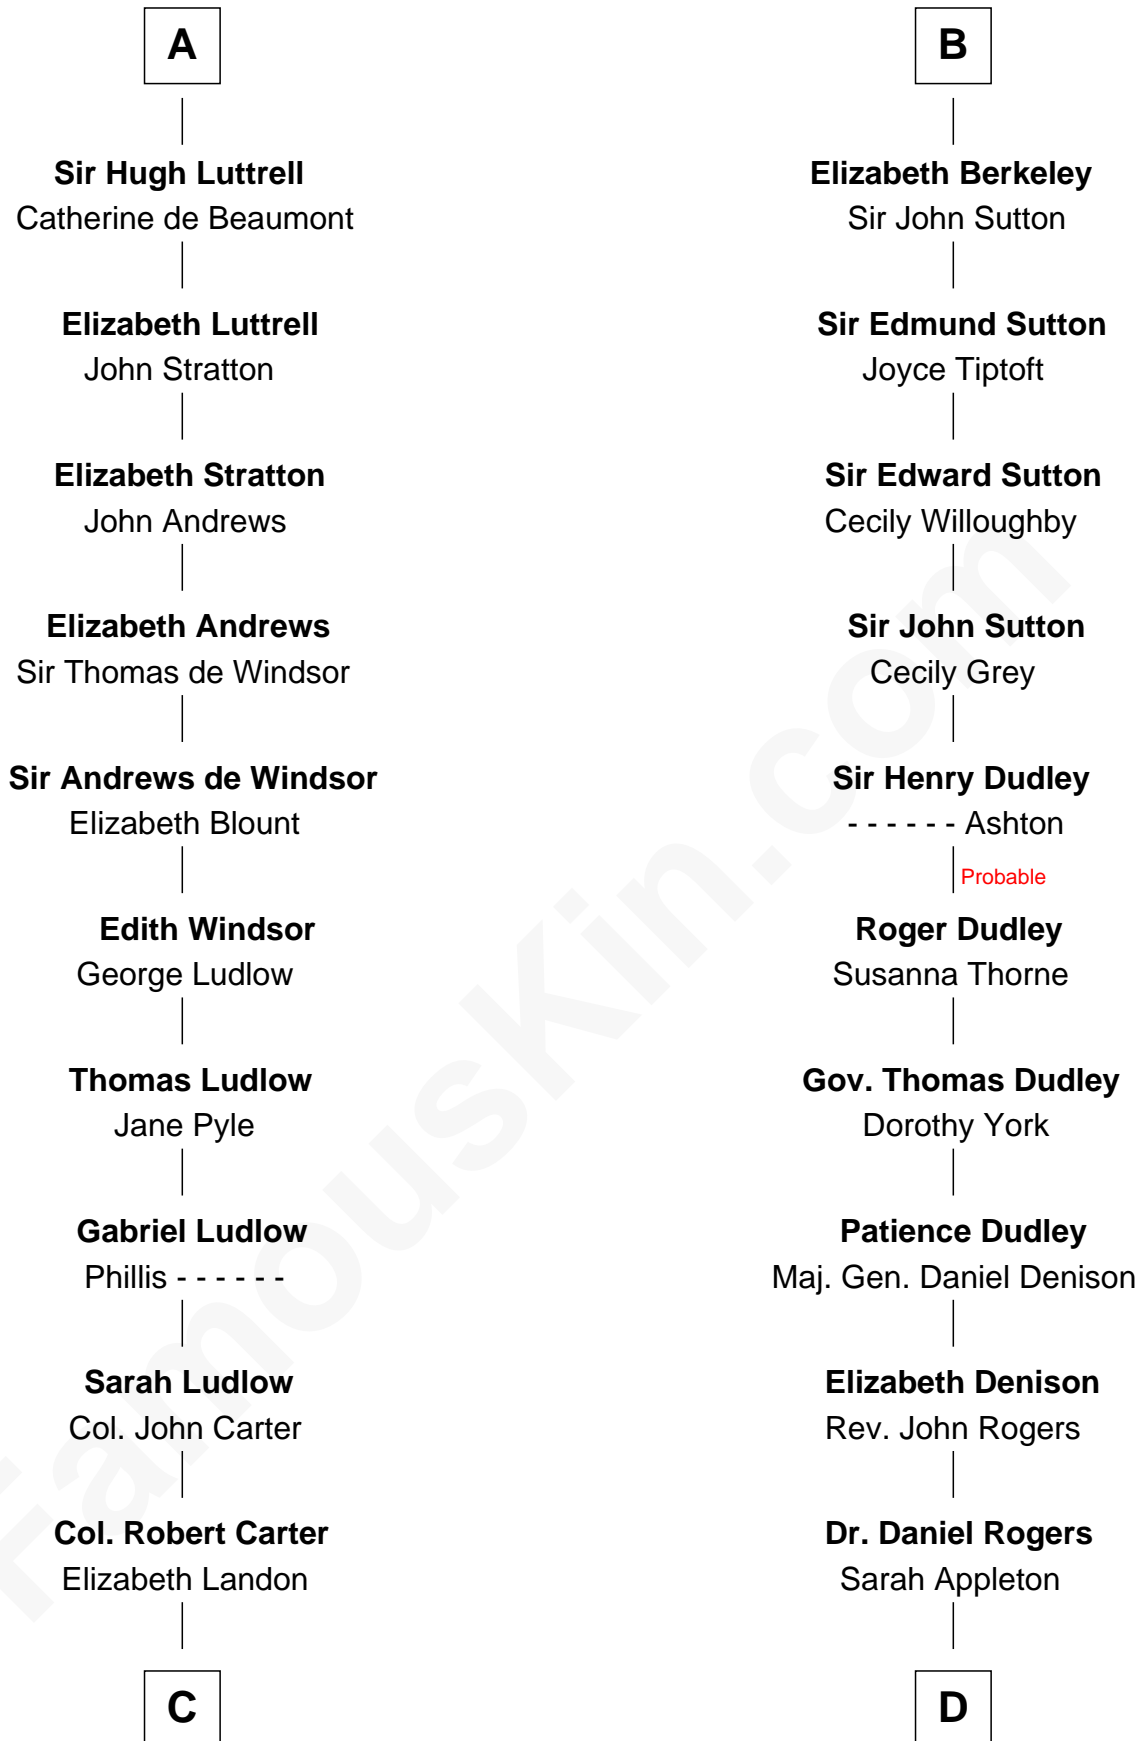 A
Sir Hugh Luttrell
Catherine de Beaumont
Elizabeth Luttrell
John Stratton
Elizabeth Stratton
John Andrews
Elizabeth Andrews
Sir Thomas de Windsor
Sir Andrews de Windsor
Elizabeth Blount
Edith Windsor
George Ludlow
Thomas Ludlow
Jane Pyle
Gabriel Ludlow
Phillis - - - - - -
Sarah Ludlow
Col. John Carter
Col. Robert Carter
Elizabeth Landon
C
B
Elizabeth Berkeley
Sir John Sutton
Sir Edmund Sutton
Joyce Tiptoft
Sir Edward Sutton
Cecily Willoughby
Sir John Sutton
Cecily Grey
Sir Henry Dudley
- - - - - - Ashton
Probable
Roger Dudley
Susanna Thorne
Gov. Thomas Dudley
Dorothy York
Patience Dudley
Maj. Gen. Daniel Denison
Elizabeth Denison
Rev. John Rogers
Dr. Daniel Rogers
Sarah Appleton
D
FamousKin.com